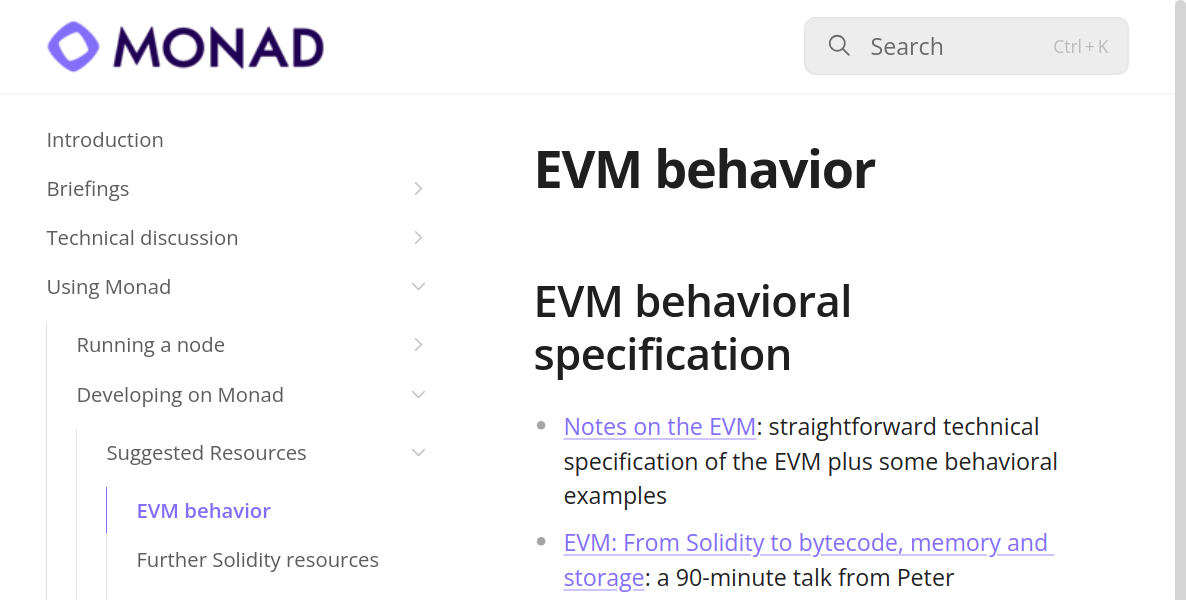 MONAD
Search
Ctrl + K
Introduction
Briefings
Technical discussion
Using Monad
Running a node
Developing on Monad
Suggested Resources
EVM behavior
Further Solidity resources
EVM behavior
EVM behavioral
specification
Notes on the EVM: straightforward technical
specification of the EVM plus some behavioral
examples
EVM: From Solidity to bytecode, memory and
storage: a 90-minute talk from Peter